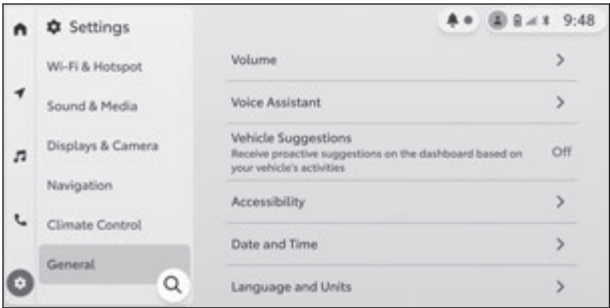 Settings
9:48
Wi-Fi & Hotspot
Sound & Media
Displays & Camera
Navigation
Climate Control
General
Volume
Voice Assistant
Vehicle Suggestions
Receive proactive suggestions on the dashboard based on
your vehicle's activities
Off
Accessibility
Date and Time
Language and Units